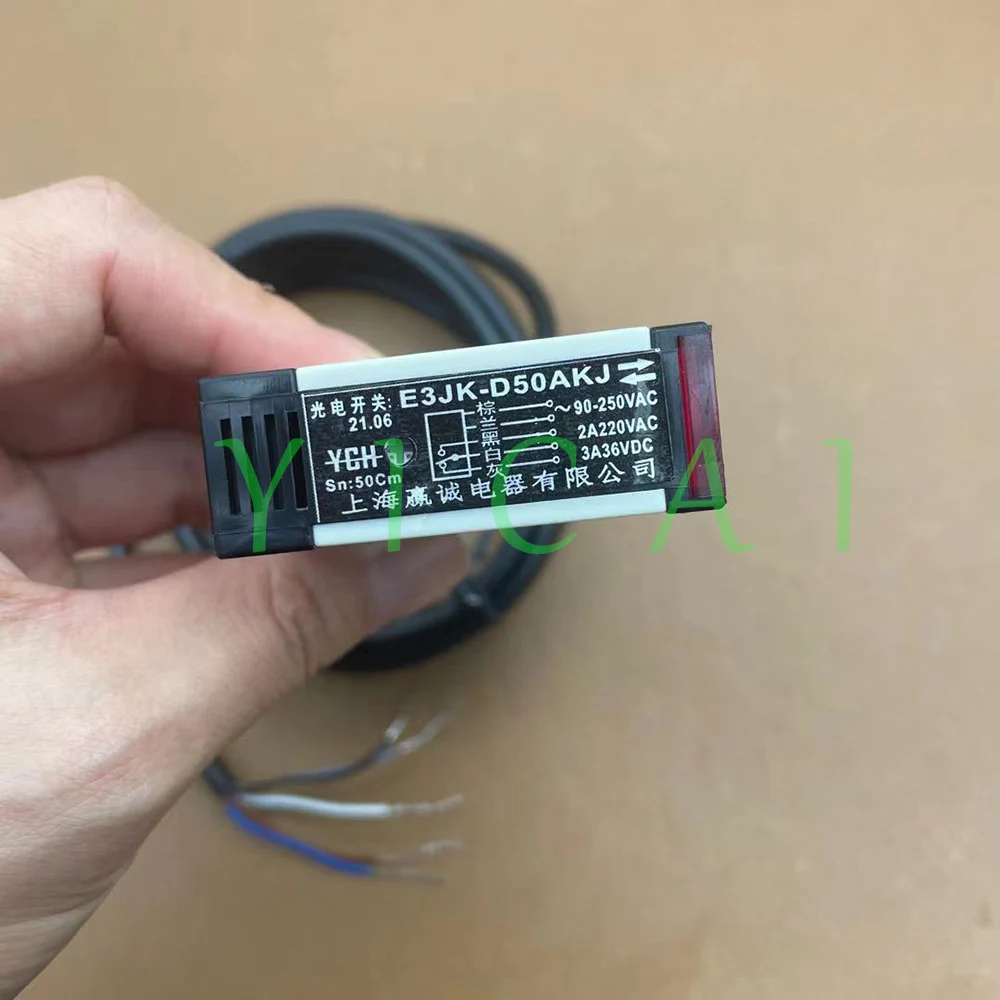 光电开关: E3JK-D50AKJ
21.06
棕
兰
黑
白
灰
~90-250VAC
2A220VAC
3A36VDC
YCH
Sn:50Cm
上海赢诚电器有限公司
YICAI